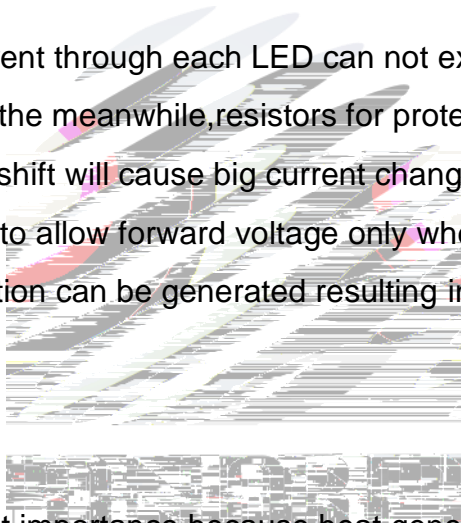 ent through each LED can not ex
the meanwhile,resistors for prote
shift will cause big current chang
to allow forward voltage only whe
tion can be generated resulting in
t importance because heat gene